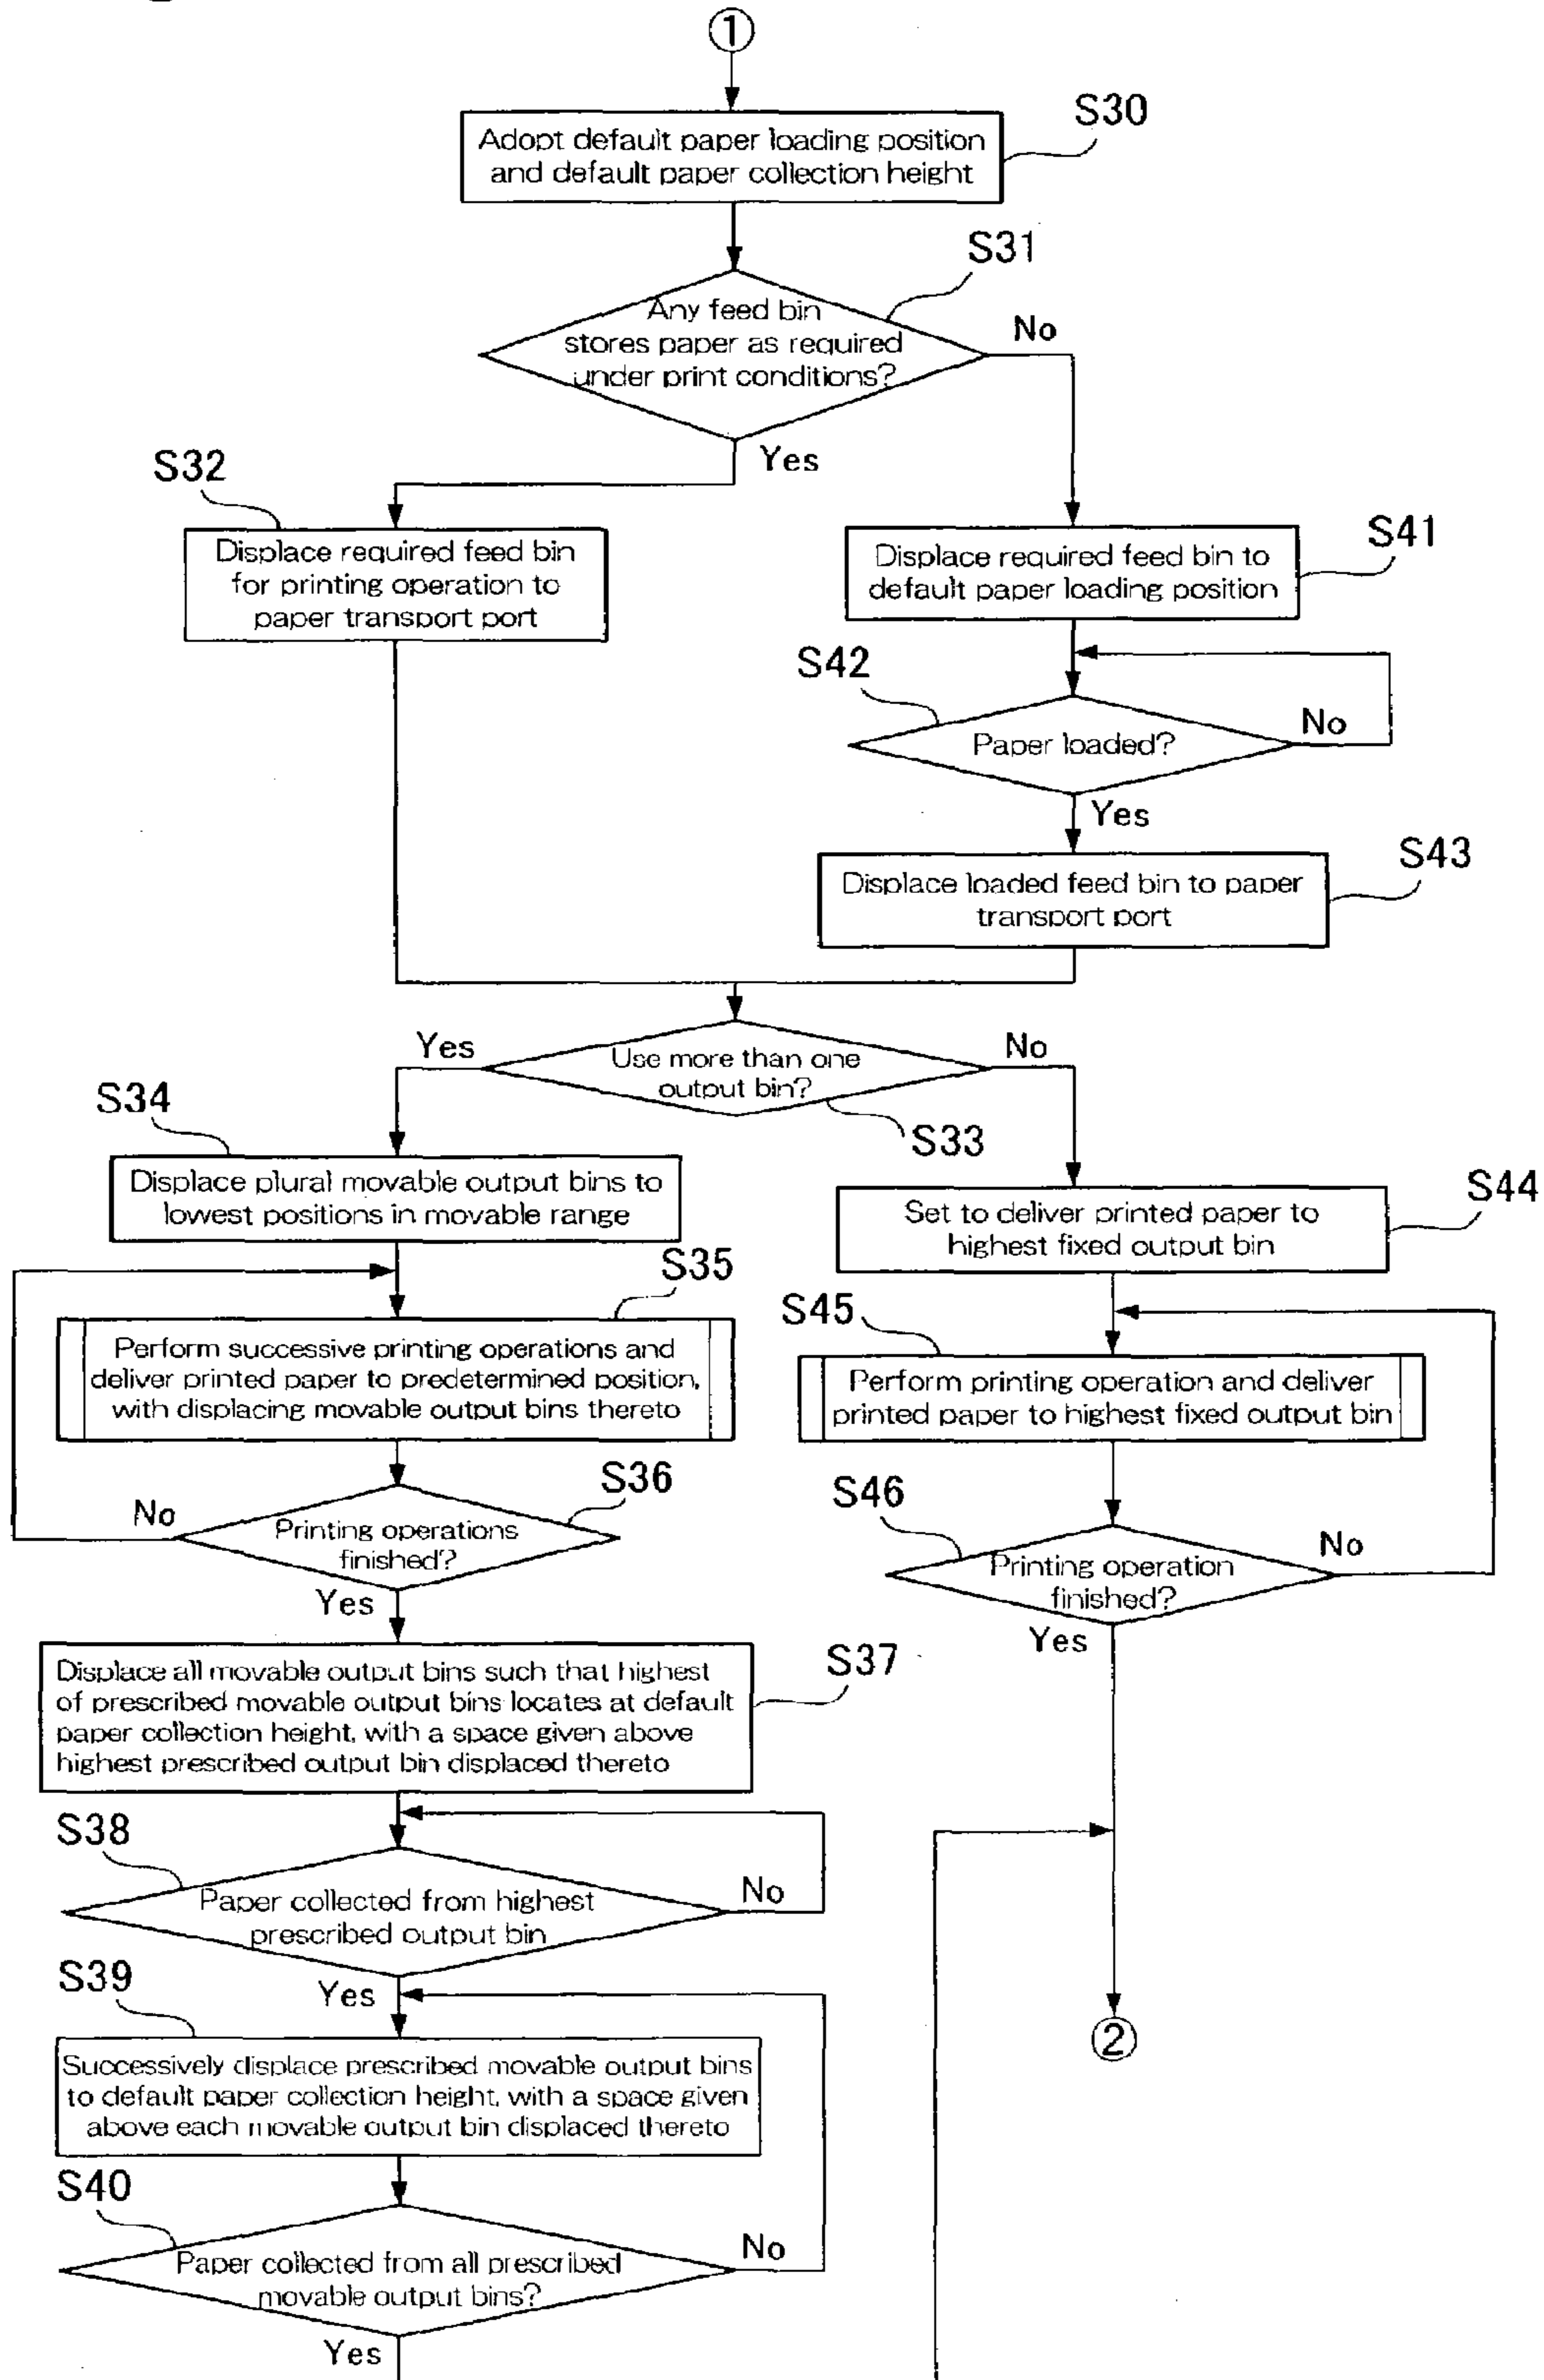 ①
S30
Adopt default paper loading position
and default paper collection height
S31
Any feed bin
stores paper as required
under print conditions?
No
Yes
S32
Displace required feed bin
for printing operation to
paper transport port
S41
Displace required feed bin to
default paper loading position
S42
Paper loaded?
No
Yes
S43
Displace loaded feed bin to paper
transport port
Yes
Use more than one
output bin?
No
S33
S34
Displace plural movable output bins to
lowest positions in movable range
S44
Set to deliver printed paper to
highest fixed output bin
S35
Perform successive printing operations and
deliver printed paper to predetermined position,
with displacing movable output bins thereto
S45
Perform printing operation and deliver
printed paper to highest fixed output bin
S36
No
Printing operations
finished?
Yes
S46
Printing operation
finished?
No
Yes
S37
Displace all movable output bins such that highest
of prescribed movable output bins locates at default
paper collection height, with a space given above
highest prescribed output bin displaced thereto
S38
Paper collected from highest
prescribed output bin
No
Yes
S39
Successively displace prescribed movable output bins
to default paper collection height, with a space given
above each movable output bin displaced thereto
②
S40
Paper collected from all prescribed
movable output bins?
No
Yes